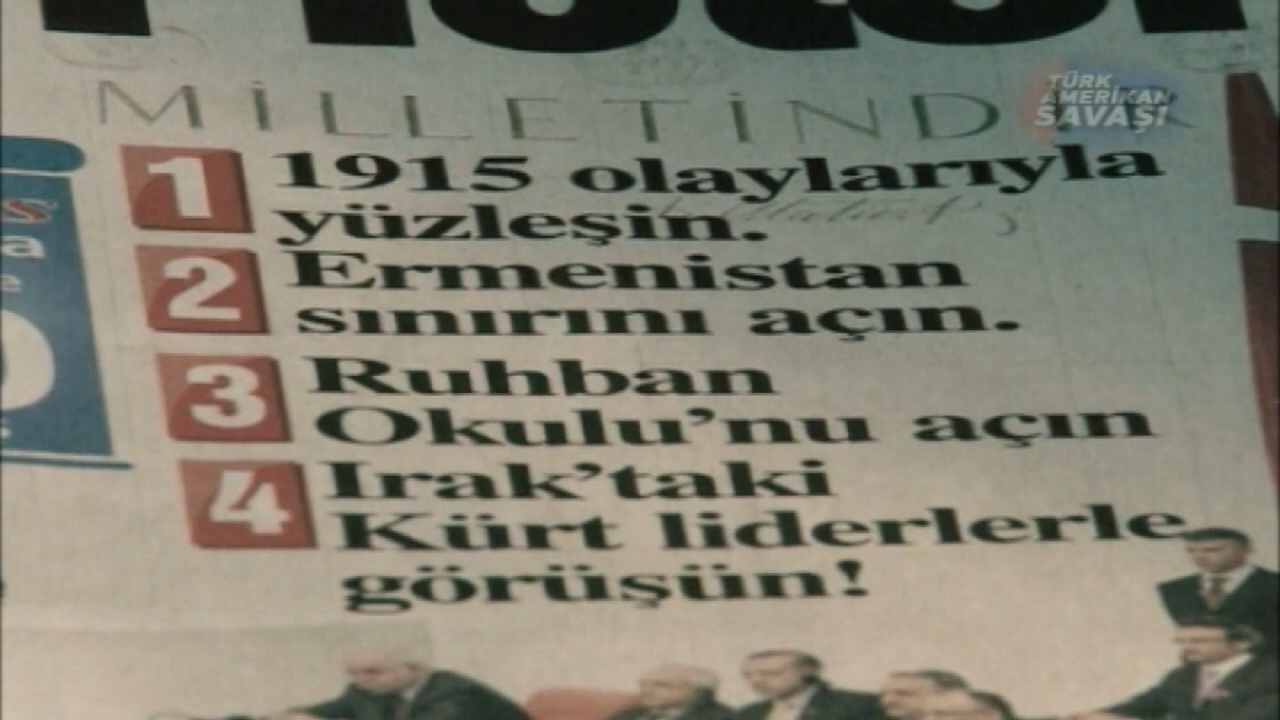 MİLLETİNDE
TÜRK
AMERİKAN
SAVAŞI
1 1915 olaylarıyla
yüzleşin.
2 Ermenistan
sınırını açın.
3 Ruhban
Okulu'nu açın
4 Irak'taki
Kürt liderlerle
görüşün!